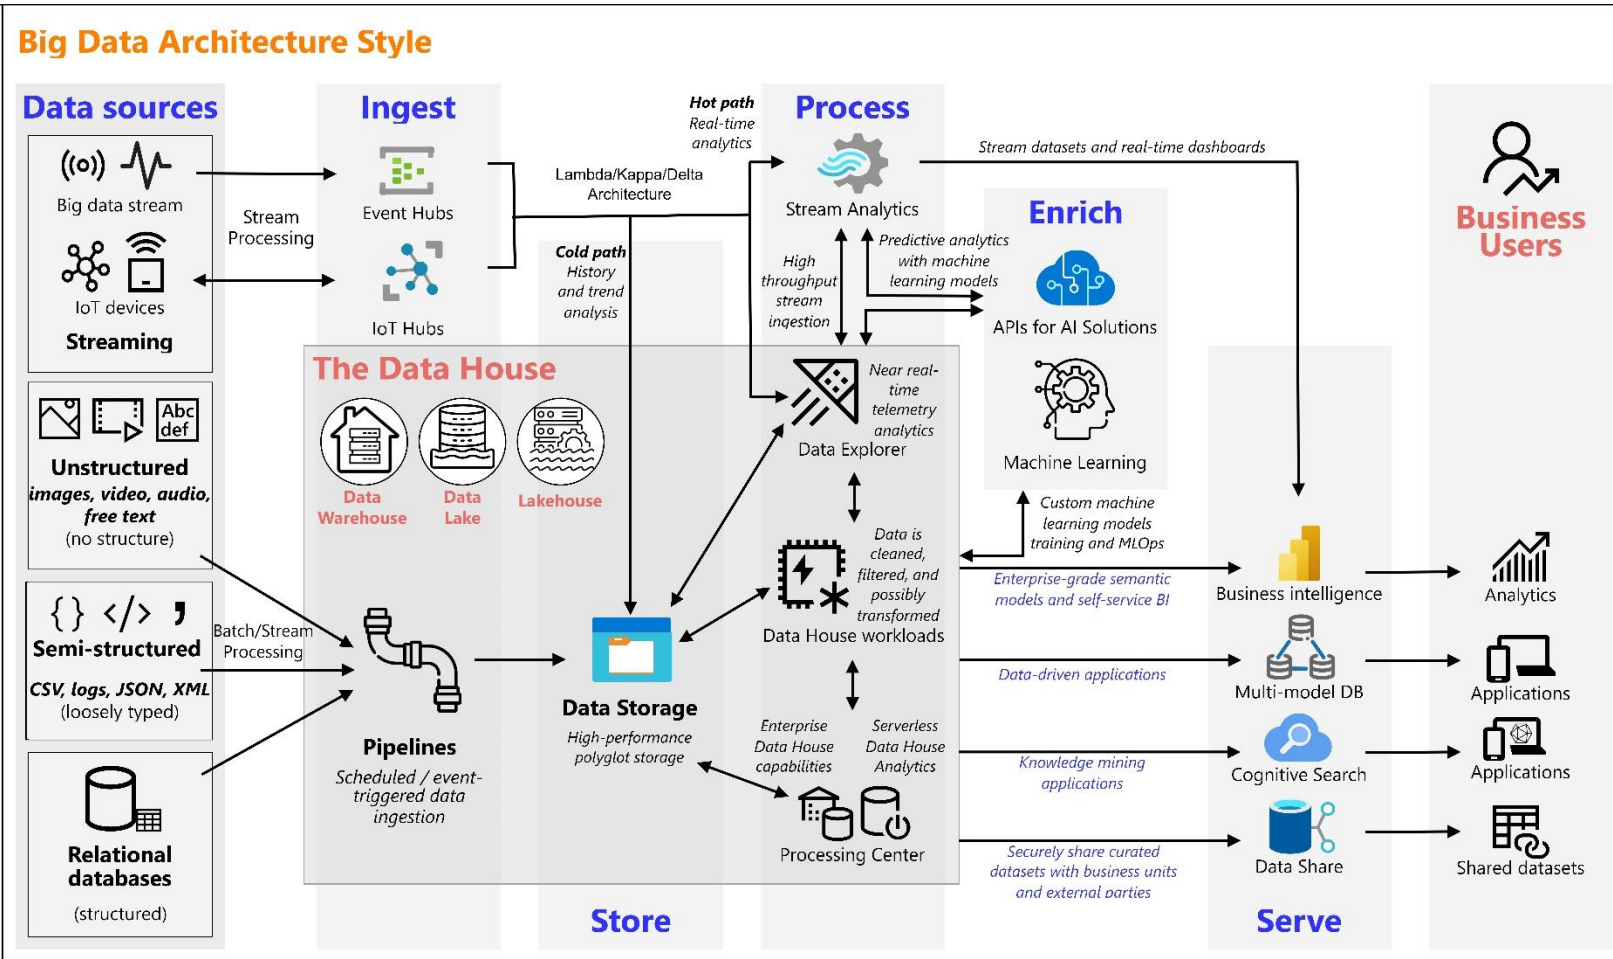 Big Data Architecture Style
Data sources
Big data stream
IoT devices
Streaming
Abc
def
Unstructured
images, video, audio,
free text
(no structure)
{} </> ,
Semi-structured
CSV, logs, JSON, XML
(loosely typed)
Relational
databases
(structured)
Stream
Processing
Batch/Stream
Processing
Ingest
Event Hubs
IoT Hubs
Lambda/Kappa/Delta
Architecture
Hot path
Real-time
analytics
Cold path
History
and trend
analysis
The Data House
Data
Warehouse
Data
Lake
Lakehouse
Pipelines
Scheduled / event-
triggered data
ingestion
Data Storage
High-performance
polyglot storage
Store
Process
Stream Analytics
High
throughput
stream
ingestion
Predictive analytics
with machine
learning models
Data Explorer
Near real-
time
telemetry
analytics
Data is
cleaned,
filtered, and
possibly
transformed
Data House workloads
Enterprise
Data House
capabilities
Serverless
Data House
Analytics
Processing Center
Stream datasets and real-time dashboards
Enrich
APIs for AI Solutions
Machine Learning
Custom machine
learning models
training and MLOps
Enterprise-grade semantic
models and self-service BI
Data-driven applications
Knowledge mining
applications
Securely share curated
datasets with business units
and external parties
Business intelligence
Multi-model DB
Cognitive Search
Data Share
Serve
Business
Users
Analytics
Applications
Applications
Shared datasets